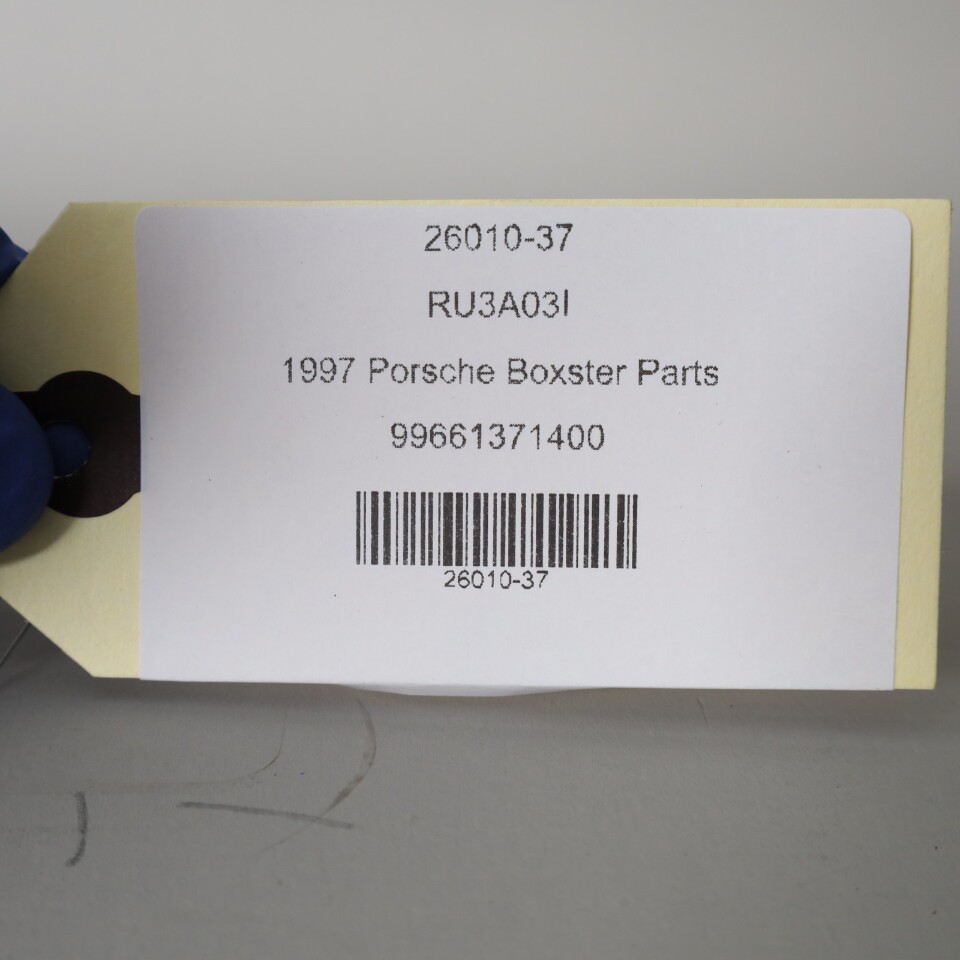 26010-37
RU3A03I
1997 Porsche Boxster Parts
99661371400
26010-37